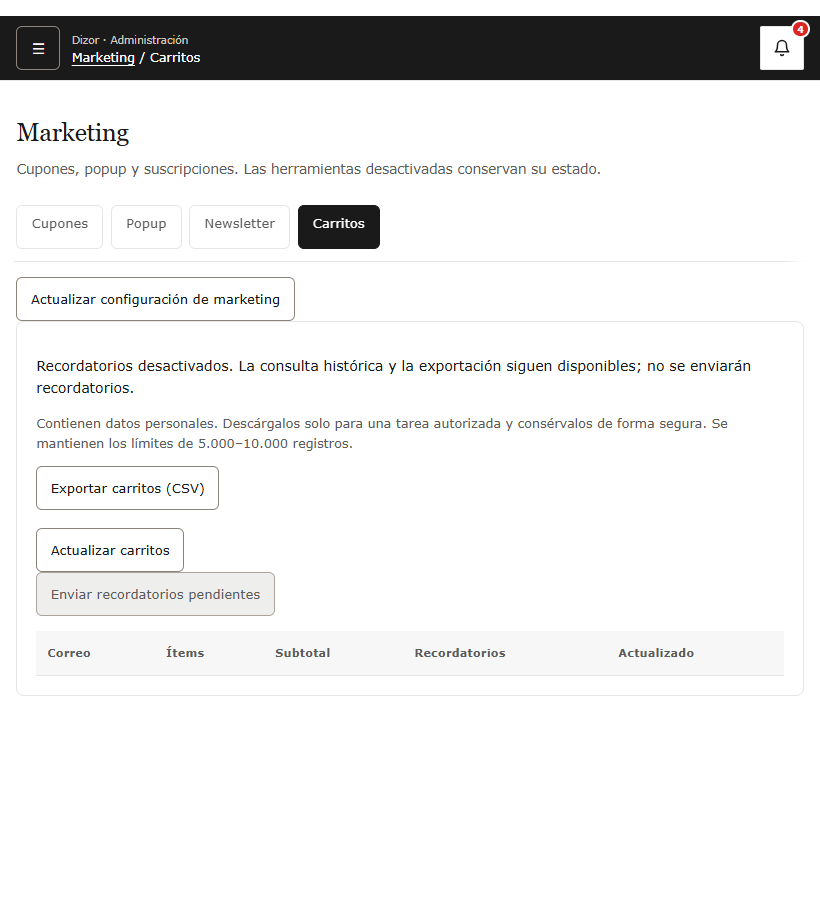 Dizor · Administración
Marketing / Carritos
4
Marketing
Cupones, popup y suscripciones. Las herramientas desactivadas conservan su estado.
Cupones
Popup
Newsletter
Carritos
Actualizar configuración de marketing
Recordatorios desactivados. La consulta histórica y la exportación siguen disponibles; no se enviarán
recordatorios.
Contienen datos personales. Descárgalos solo para una tarea autorizada y consérvalos de forma segura. Se
mantienen los límites de 5.000–10.000 registros.
Exportar carritos (CSV)
Actualizar carritos
Enviar recordatorios pendientes
Correo Ítems Subtotal Recordatorios Actualizado